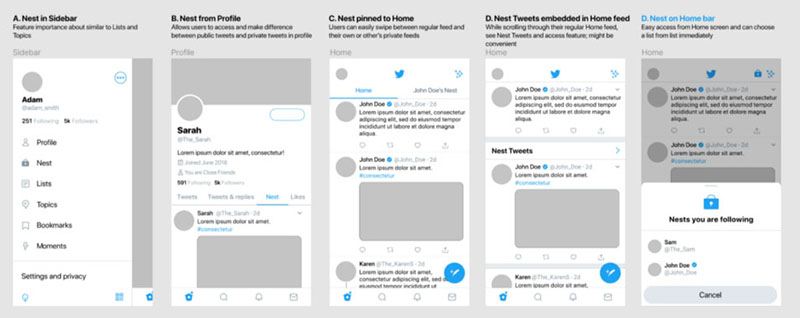 A. Nest in Sidebar
Feature importance about similar to Lists and
Topics
Sidebar
Adam
@adam_smith
251 Following 5k Followers
Profile
Nest
Lists
Topics
Bookmarks
Moments
Settings and privacy
B. Nest from Profile
Allows users to access and make difference
between public tweets and private tweets in profile
Profile
Sarah
@The_Sarah
Lorem ipsum dolor sit amet, consectetur!
Joined June 2018
You are Close Friends
591 Following 5k Followers
Tweets
Tweets & replies
Nest
Likes
Sarah @The_Sarah · 2d
Lorem ipsum dolor sit amet.
#consectetur
C. Nest pinned to Home
Users can easily swipe between regular feed and
their own or other's private feeds
Home
Home
John Doe's Nest
John Doe @John_Doe · 2d
Lorem ipsum dolor sit amet, consectetur
adipiscing elit, sed do eiusmod tempor
incididunt ut labore et dolore magna
aliqua.
John Doe @John_Doe · 2d
Lorem ipsum dolor sit amet.
#consectetur
Karen @The_KarenS · 2d
Lorem ipsum dolor sit amet,
consectetur adipiscing elit, sed do
eiusmod tempor incididunt ut labore et
D. Nest Tweets embedded in Home feed
While scrolling through their regular Home feed,
see Nest Tweets and access feature; might be
convenient
Home
John Doe @John_Doe · 2d
Lorem ipsum dolor sit amet, consectetur
adipiscing elit, sed do eiusmod tempor
incididunt ut labore et dolore magna
aliqua.
Nest Tweets
John Doe @John_Doe · 2d
Lorem ipsum dolor sit amet.
#consectetur
Karen @The_KarenS · 2d
Lorem ipsum dolor sit amet,
D. Nest on Home bar
Easy access from Home screen and can choose
a list from list immediately
Home
John Doe @John_Doe · 2d
Lorem ipsum dolor sit amet, consectetur
adipiscing elit, sed do eiusmod tempor
incididunt ut labore et dolore magna
aliqua.
John Doe @John_Doe · 2d
Lorem ipsum dolor sit amet.
#consectetur
Nests you are following
Sam
@The_Sam
John Doe
@John_Doe
Cancel